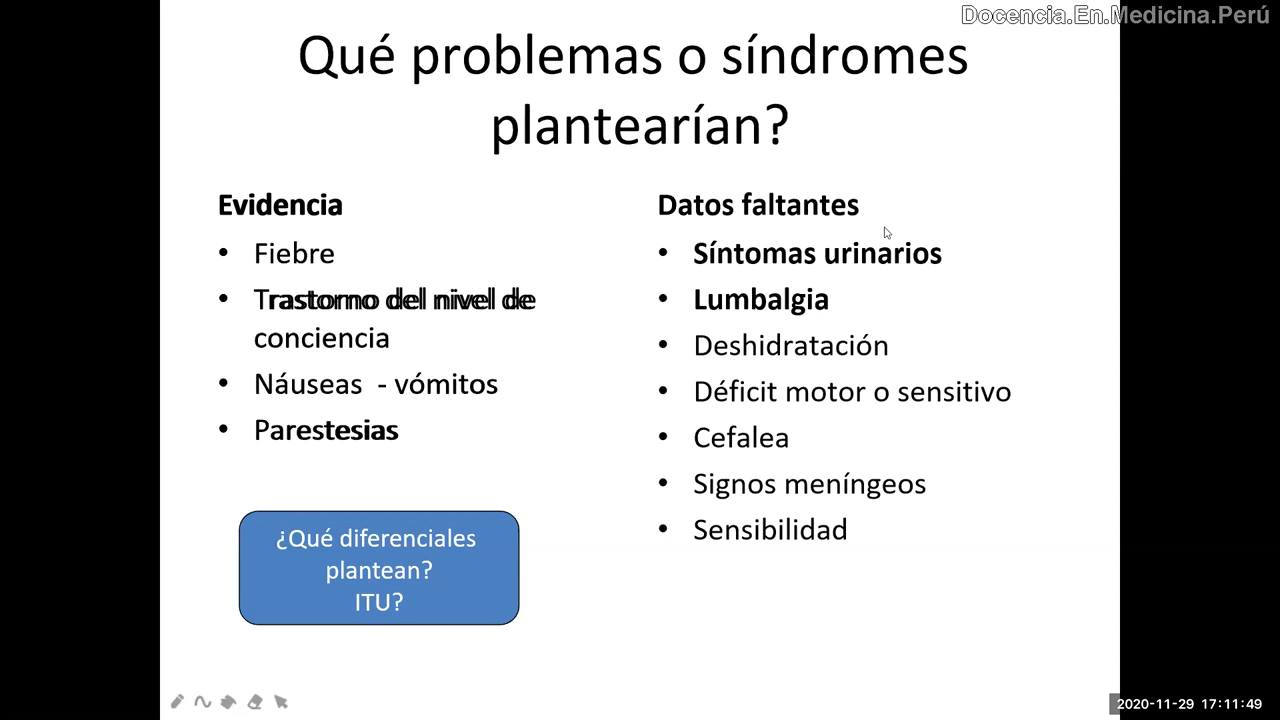 Docencia.En.Medicina.Perú
Qué problemas o síndromes
plantearían?
Evidencia
• Fiebre
• Trastorno del nivel de
conciencia
• Náuseas - vómitos
• Parestesias
¿Qué diferenciales
plantean?
ITU?
Datos faltantes
• Síntomas urinarios
• Lumbalgia
• Deshidratación
• Déficit motor o sensitivo
• Cefalea
• Signos meníngeos
• Sensibilidad
2020-11-29 17:11:49